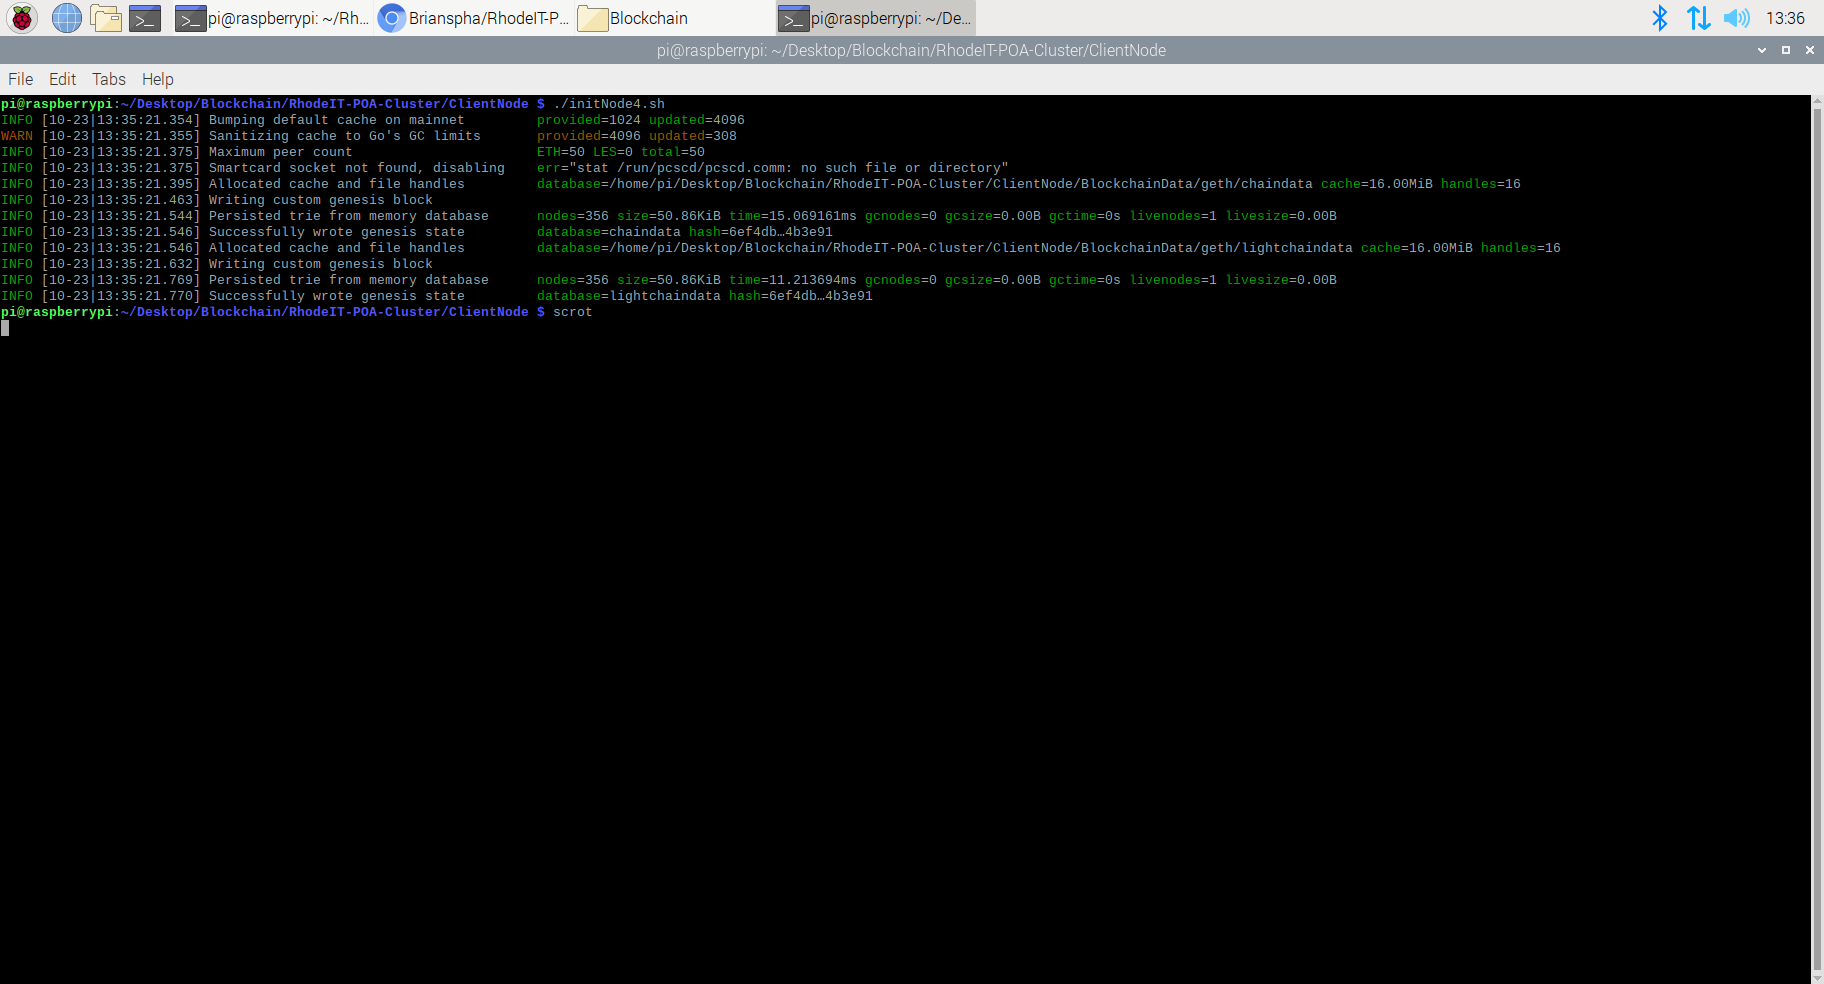 pi@raspberrypi: ~/Rh... Brianspha/RhodeIT-P... Blockchain pi@raspberrypi: ~/De... 13:36
pi@raspberrypi: ~/Desktop/Blockchain/RhodeIT-POA-Cluster/ClientNode
File Edit Tabs Help
pi@raspberrypi:~/Desktop/Blockchain/RhodeIT-POA-Cluster/ClientNode $ ./initNode4.sh
INFO [10-23|13:35:21.354] Bumping default cache on mainnet provided=1024 updated=4096
WARN [10-23|13:35:21.355] Sanitizing cache to Go's GC limits provided=4096 updated=308
INFO [10-23|13:35:21.375] Maximum peer count ETH=50 LES=0 total=50
INFO [10-23|13:35:21.375] Smartcard socket not found, disabling err="stat /run/pcscd/pcscd.comm: no such file or directory"
INFO [10-23|13:35:21.395] Allocated cache and file handles database=/home/pi/Desktop/Blockchain/RhodeIT-POA-Cluster/ClientNode/BlockchainData/geth/chaindata cache=16.00MiB handles=16
INFO [10-23|13:35:21.463] Writing custom genesis block
INFO [10-23|13:35:21.544] Persisted trie from memory database nodes=356 size=50.86KiB time=15.069161ms gcnodes=0 gcsize=0.00B gctime=0s livenodes=1 livesize=0.00B
INFO [10-23|13:35:21.546] Successfully wrote genesis state database=chaindata hash=6ef4db…4b3e91
INFO [10-23|13:35:21.546] Allocated cache and file handles database=/home/pi/Desktop/Blockchain/RhodeIT-POA-Cluster/ClientNode/BlockchainData/geth/lightchaindata cache=16.00MiB handles=16
INFO [10-23|13:35:21.632] Writing custom genesis block
INFO [10-23|13:35:21.769] Persisted trie from memory database nodes=356 size=50.86KiB time=11.213694ms gcnodes=0 gcsize=0.00B gctime=0s livenodes=1 livesize=0.00B
INFO [10-23|13:35:21.770] Successfully wrote genesis state database=lightchaindata hash=6ef4db…4b3e91
pi@raspberrypi:~/Desktop/Blockchain/RhodeIT-POA-Cluster/ClientNode $ scrot